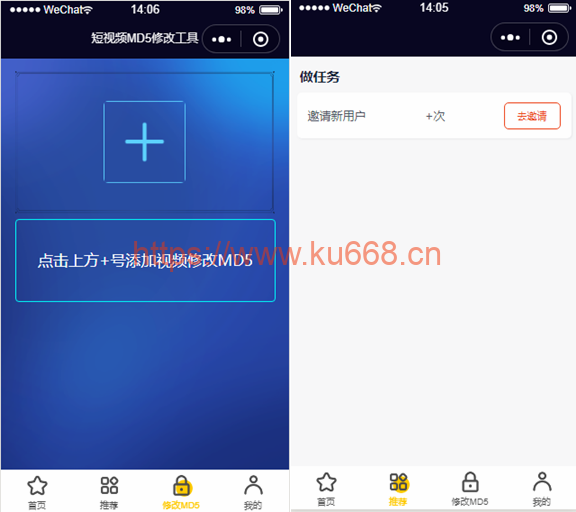 WeChat 14:06 98%
短视频MD5修改工具
点击上方+号添加视频修改MD5
首页 推荐 修改MD5 我的
WeChat 14:05 98%
做任务
邀请新用户 +次 去邀请
首页 推荐 修改MD5 我的
https://www.ku668.cn